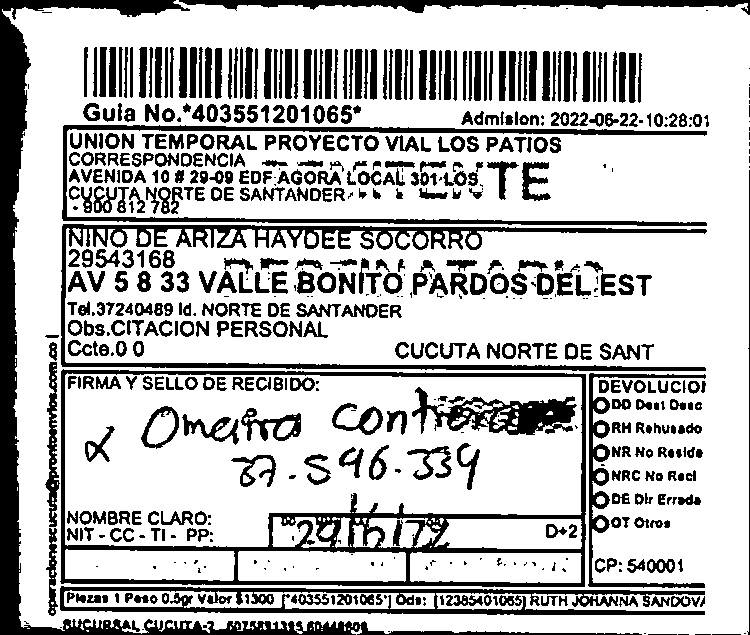 Guia No.*403551201065*
Admision: 2022-06-22-10:28:01
UNION TEMPORAL PROYECTO VIAL LOS PATIOS
CORRESPONDENCIA
AVENIDA 10 # 29-09 EDF AGORA LOCAL 301 LOS
CUCUTA NORTE DE SANTANDER
- 900 812 782
NINO DE ARIZA HAYDEE SOCORRO
29543168
AV 5 8 33 VALLE BONITO PARDOS DEL EST
Tel.37240489 Id. NORTE DE SANTANDER
Obs.CITACION PERSONAL
Ccte.0 0
CUCUTA NORTE DE SANT
operacionescucuta@prontoenvios.com.co |
FIRMA Y SELLO DE RECIBIDO:
Omaira Contreras
37.596.339
NOMBRE CLARO:
NIT - CC - TI - PP:
D+2
DEVOLUCION
DD Dest Desc
RH Rehusado
NR No Reside
NRC No Recl
DE Dir Errada
OT Otros
CP: 540001
Piezas 1 Peso 0.5gr Valor $1300 [*403551201065*] Ods: [12385401065] RUTH JOHANNA SANDOVA
SUCURSAL CUCUTA-2